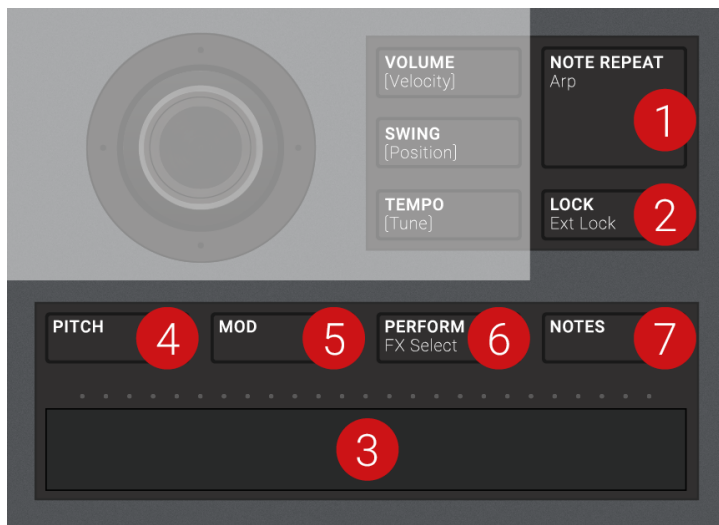 VOLUME
[Velocity]
NOTE REPEAT
Arp
1
SWING
[Position]
TEMPO
[Tune]
LOCK
Ext Lock
2
PITCH
4
MOD
5
PERFORM
FX Select
6
NOTES
7
3